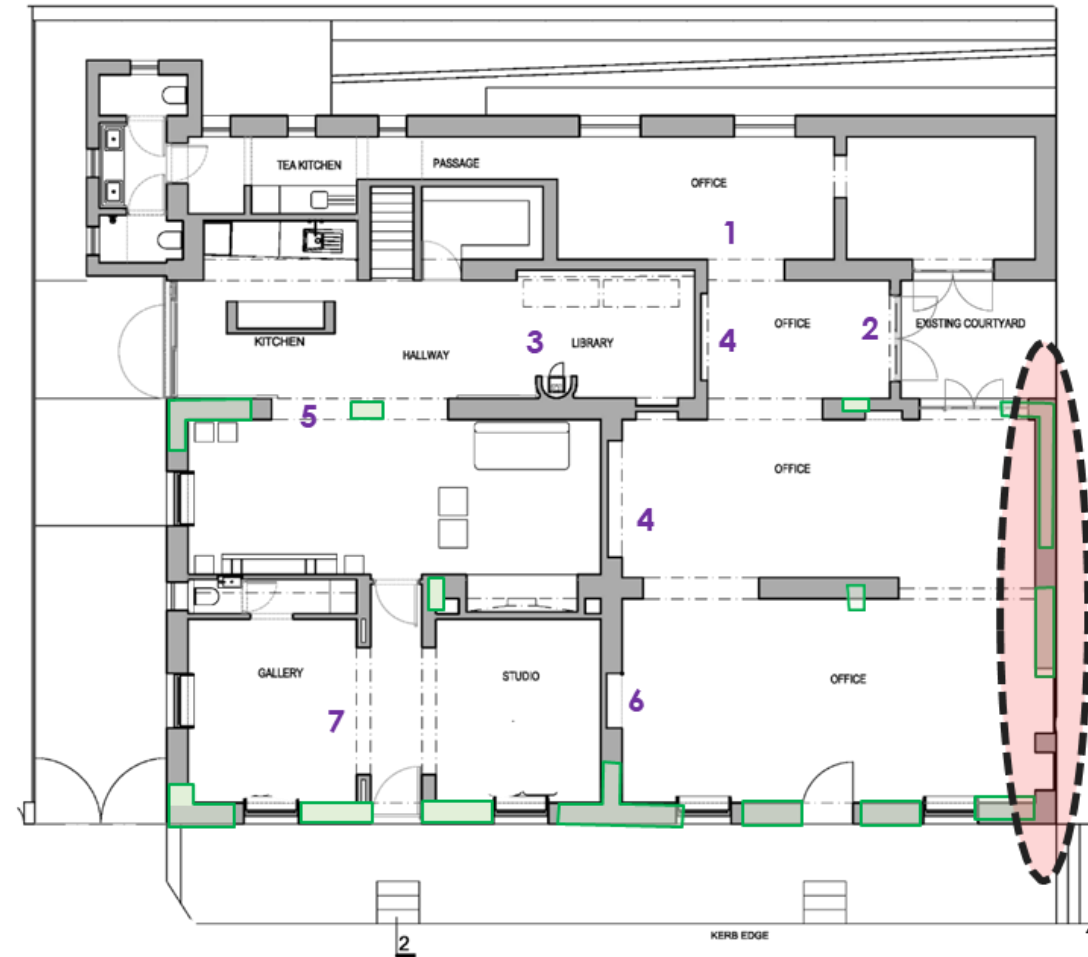 TEA KITCHEN
PASSAGE
OFFICE
1
OFFICE
2
EXISTING COURTYARD
4
3
LIBRARY
KITCHEN
HALLWAY
5
OFFICE
4
GALLERY
STUDIO
OFFICE
6
7
KERB EDGE
2